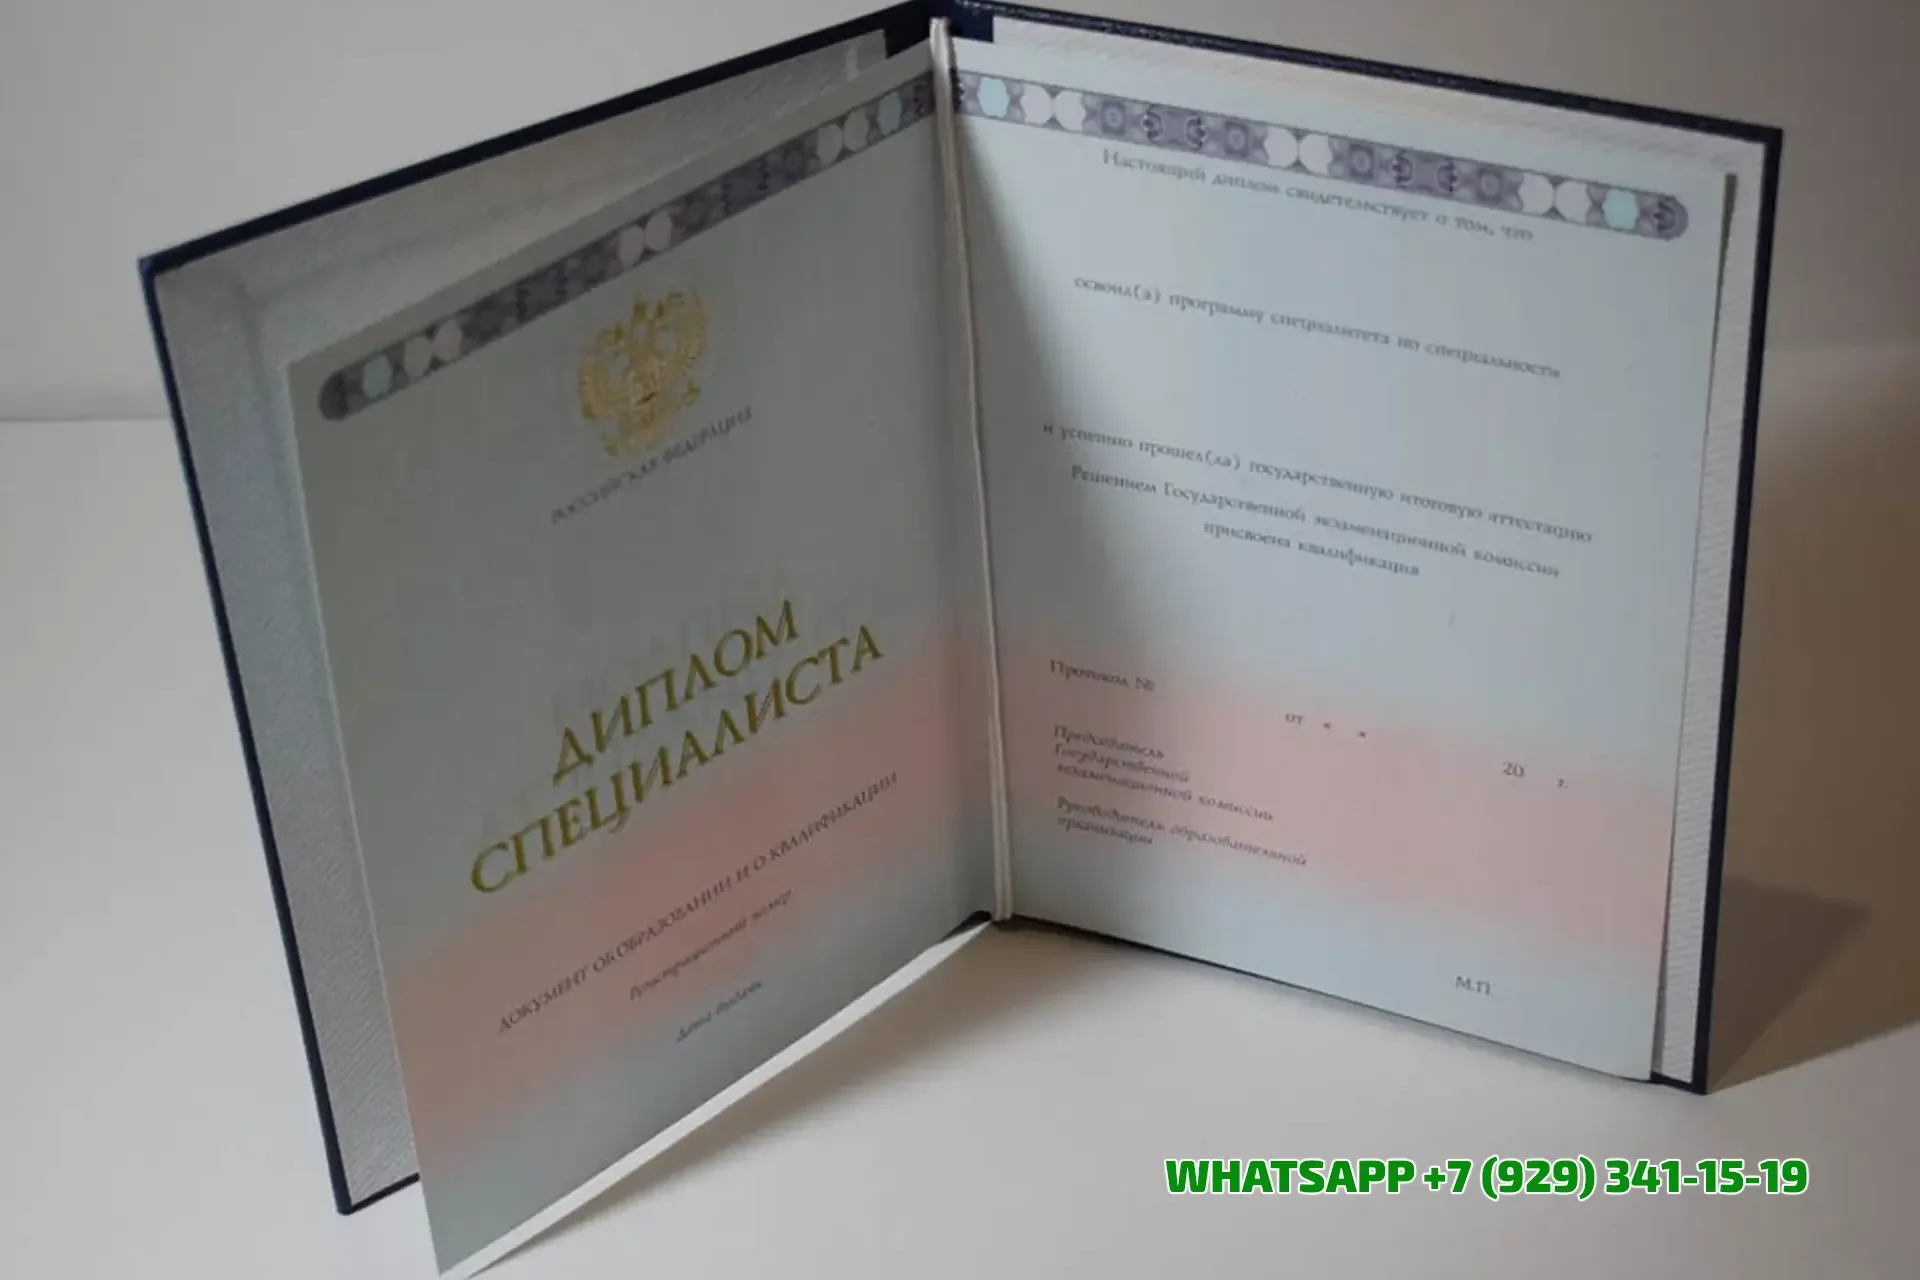 РОССИЙСКАЯ ФЕДЕРАЦИЯ
ДИПЛОМ
СПЕЦИАЛИСТА
ДОКУМЕНТ ОБ ОБРАЗОВАНИИ И О КВАЛИФИКАЦИИ
Регистрационный номер
Дата выдачи
Настоящий диплом свидетельствует о том, что
освоил(а) программу специалитета по специальности
и успешно прошел(ла) государственную итоговую аттестацию
Решением Государственной экзаменационной комиссии
присвоена квалификация
Протокол №
от « » 20 г.
Председатель
Государственной
экзаменационной комиссии
Руководитель образовательной
организации
М.П.
WHATSAPP +7 (929) 341-15-19